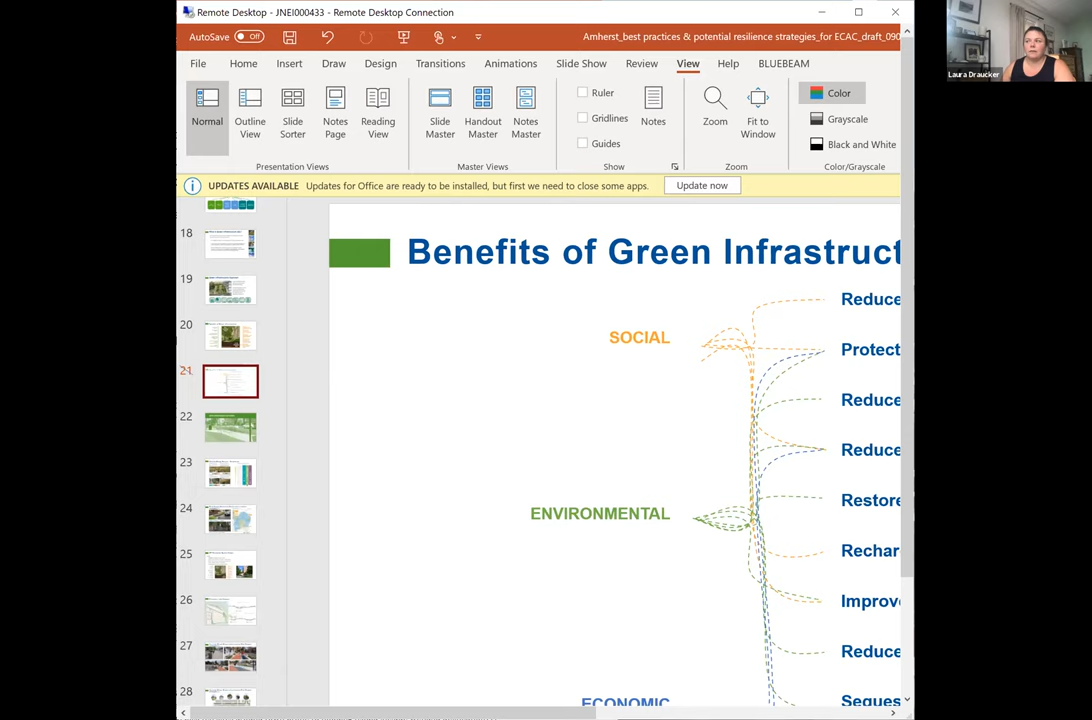 Remote Desktop - JNEI000433 - Remote Desktop Connection
AutoSave Off
Amherst_best practices & potential resilience strategies_for ECAC_draft_090
File Home Insert Draw Design Transitions Animations Slide Show Review View Help BLUEBEAM
Normal
Outline View
Slide Sorter
Notes Page
Reading View
Presentation Views
Slide Master
Handout Master
Notes Master
Master Views
Ruler
Gridlines
Guides
Notes
Show
Zoom
Fit to Window
Zoom
Color
Grayscale
Black and White
Color/Grayscale
UPDATES AVAILABLE Updates for Office are ready to be installed, but first we need to close some apps. Update now
18
19
20
21
22
23
24
25
26
27
28
Benefits of Green Infrastruct
SOCIAL
ENVIRONMENTAL
ECONOMIC
Reduce
Protect
Reduce
Reduce
Restore
Rechar
Improve
Reduce
Seques
Laura Draucker